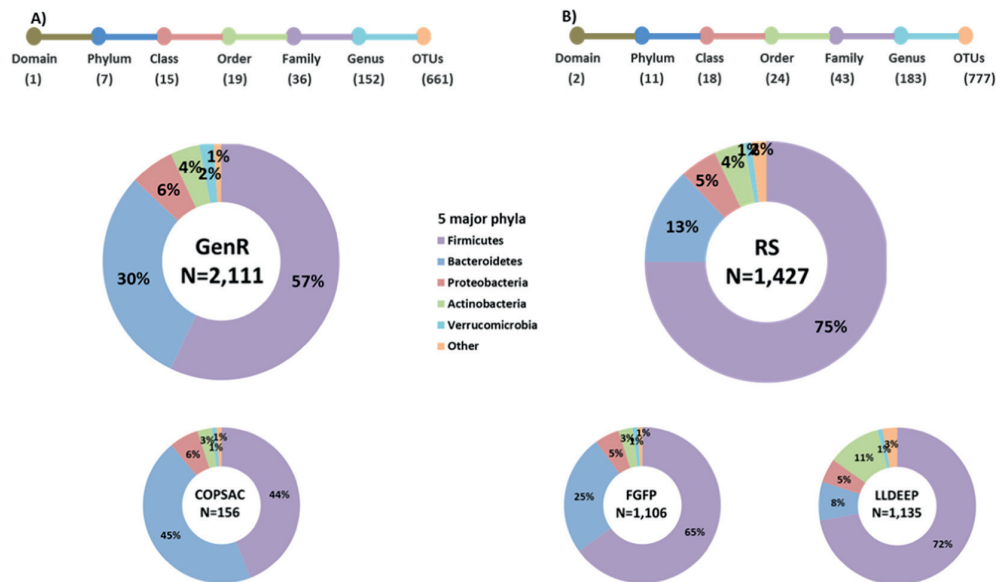 A)
Domain Phylum Class Order Family Genus OTUs
(1) (7) (15) (19) (36) (152) (661)
B)
Domain Phylum Class Order Family Genus OTUs
(2) (11) (18) (24) (43) (183) (777)
1%
2%
4%
6%
30%
57%
GenR
N=2,111
5 major phyla
Firmicutes
Bacteroidetes
Proteobacteria
Actinobacteria
Verrucomicrobia
Other
1%
2%
4%
5%
13%
75%
RS
N=1,427
1%
1%
3%
6%
45%
44%
COPSAC
N=156
1%
1%
3%
5%
25%
65%
FGFP
N=1,106
3%
1%
11%
5%
8%
72%
LLDEEP
N=1,135